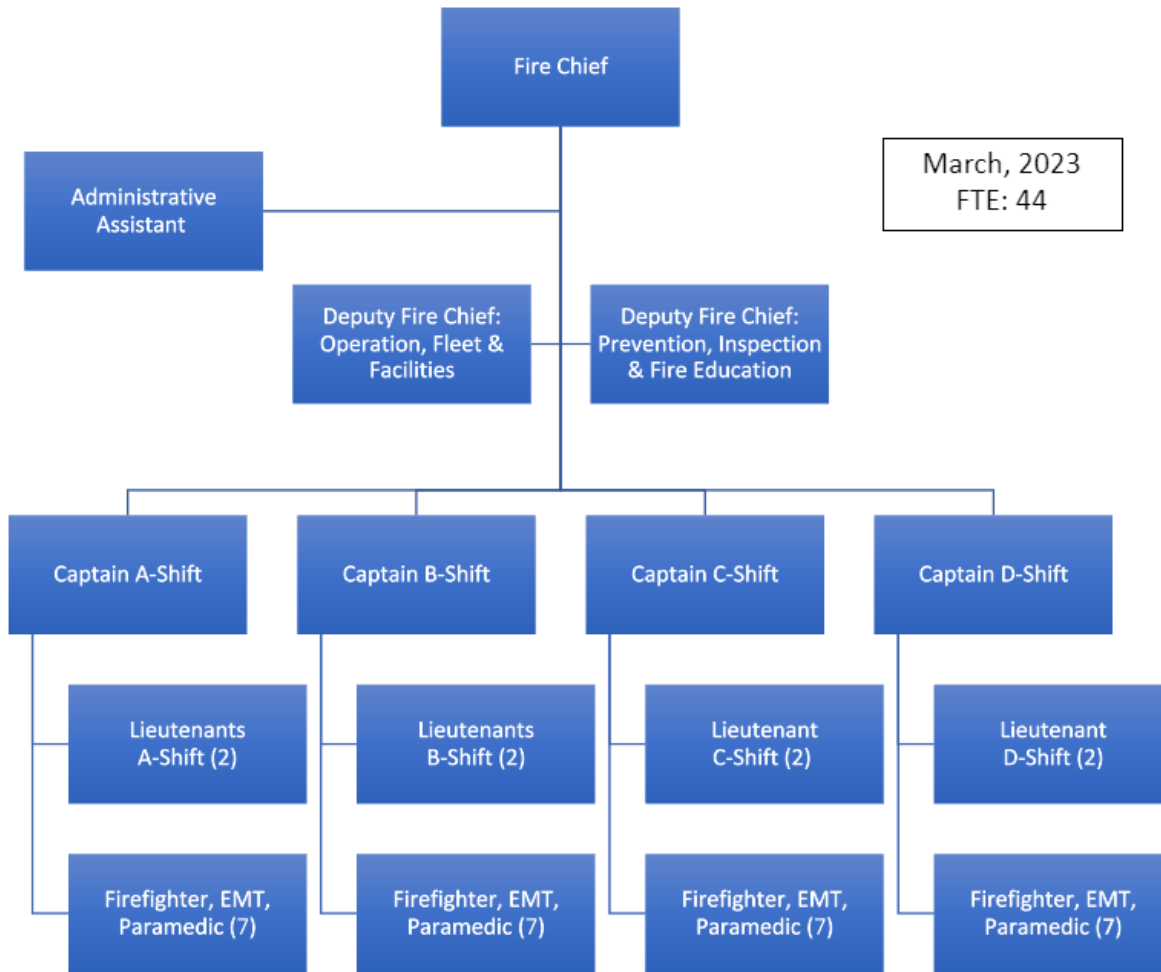 Fire Chief
March, 2023
FTE: 44
Administrative
Assistant
Deputy Fire Chief:
Operation, Fleet &
Facilities
Deputy Fire Chief:
Prevention, Inspection
& Fire Education
Captain A-Shift
Captain B-Shift
Captain C-Shift
Captain D-Shift
Lieutenants
A-Shift (2)
Lieutenants
B-Shift (2)
Lieutenant
C-Shift (2)
Lieutenant
D-Shift (2)
Firefighter, EMT,
Paramedic (7)
Firefighter, EMT,
Paramedic (7)
Firefighter, EMT,
Paramedic (7)
Firefighter, EMT,
Paramedic (7)